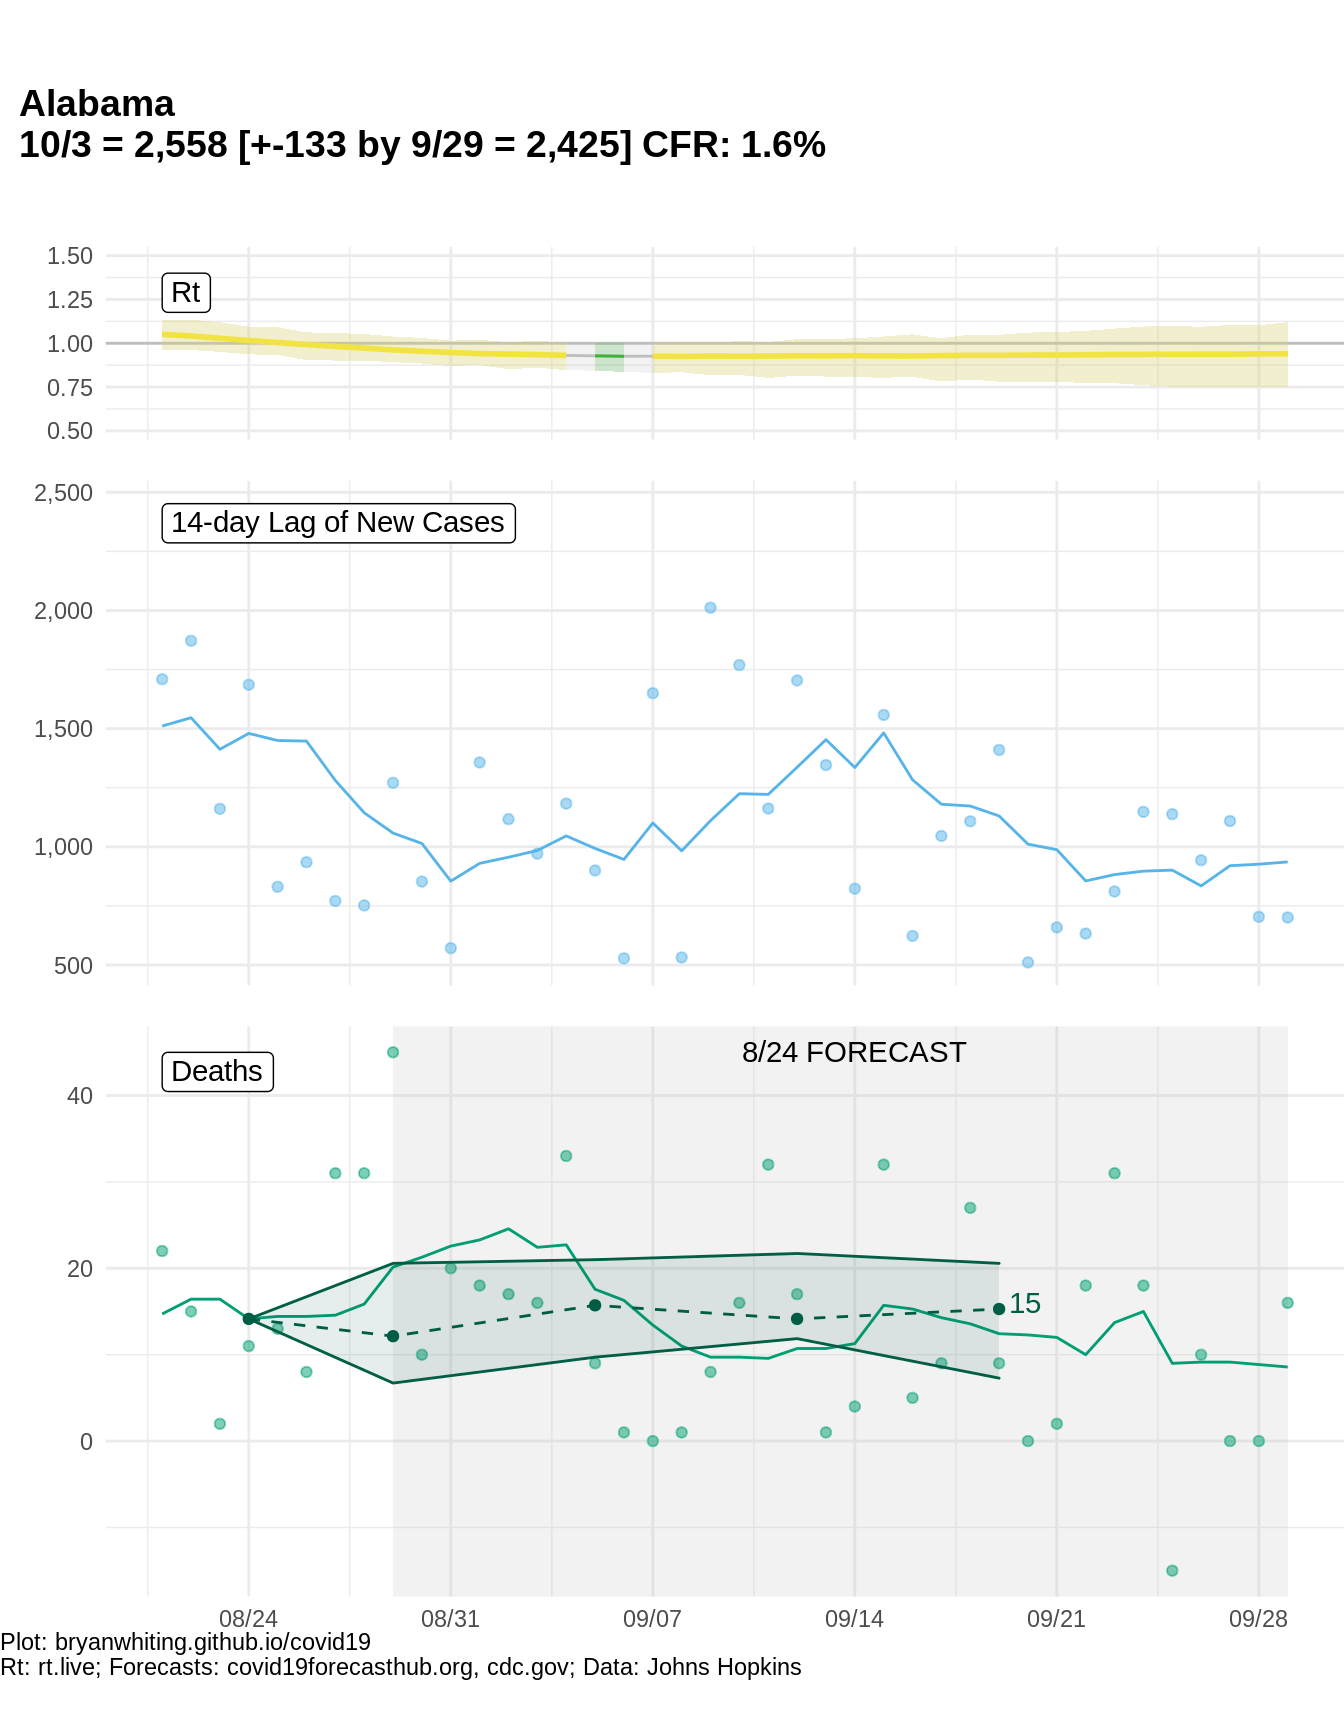 Alabama
10/3 = 2,558 [+-133 by 9/29 = 2,425] CFR: 1.6%
1.50
Rt
1.25
1.00
0.75
0.50
2,500
14-day Lag of New Cases
2,000
1,500
1,000
500
8/24 FORECAST
Deaths
40
20
15
0
08/24 08/31 09/07 09/14 09/21 09/28
Plot: bryanwhiting.github.io/covid19
Rt: rt.live; Forecasts: covid19forecasthub.org, cdc.gov; Data: Johns Hopkins